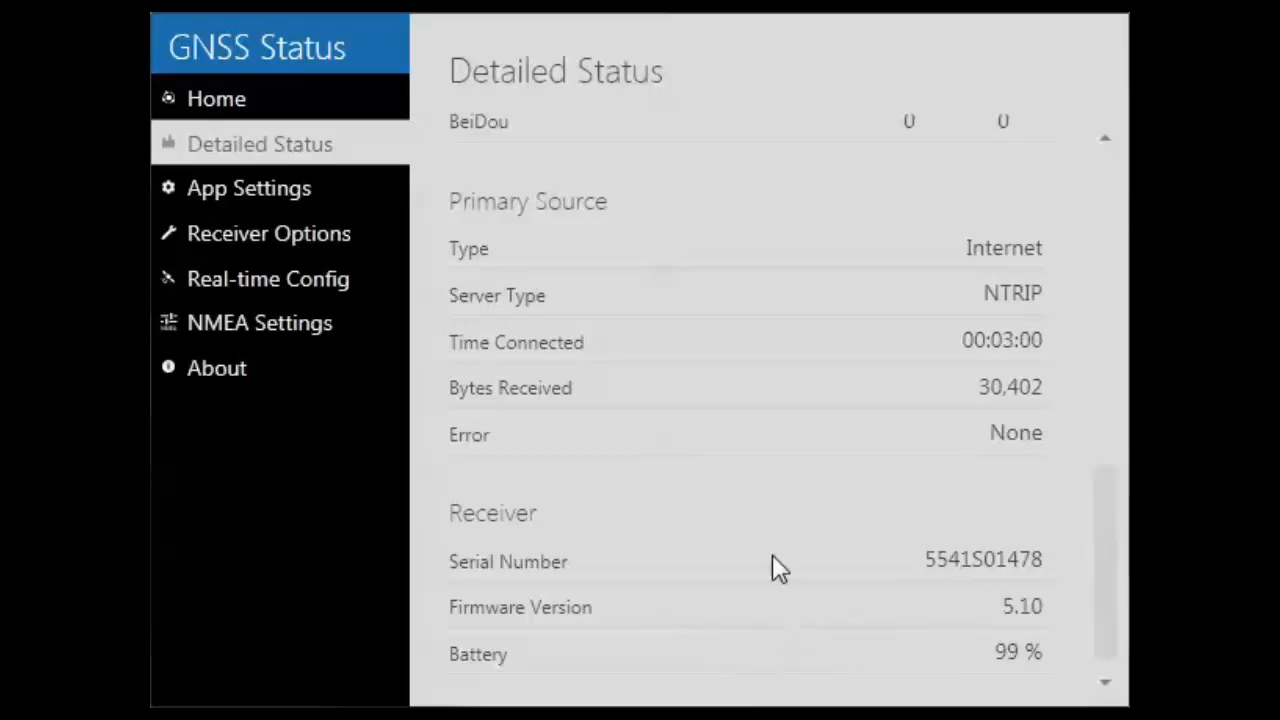 GNSS Status
Home
Detailed Status
App Settings
Receiver Options
Real-time Config
NMEA Settings
About
Detailed Status
BeiDou 0 0
Primary Source
Type Internet
Server Type NTRIP
Time Connected 00:03:00
Bytes Received 30,402
Error None
Receiver
Serial Number 5541S01478
Firmware Version 5.10
Battery 99 %